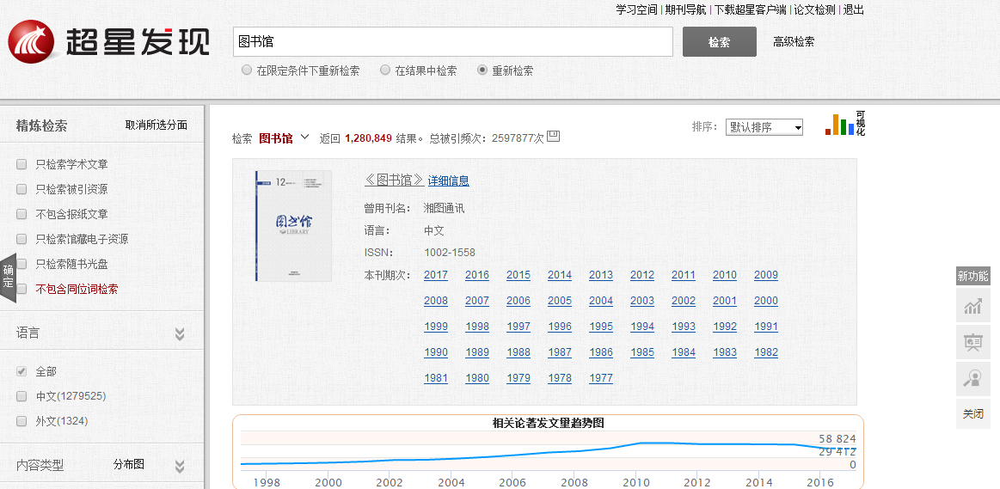 学习空间 | 期刊导航 | 下载超星客户端 | 论文检测 | 退出
超星发现
图书馆
检索
高级检索
在限定条件下重新检索 在结果中检索 重新检索
精炼检索 取消所选分面
只检索学术文章
只检索被引资源
不包含报纸文章
只检索馆藏电子资源
只检索随书光盘
不包含同位词检索
确定
语言
全部
中文(1279525)
外文(1324)
内容类型 分布图
排序: 默认排序
可视化
检索 图书馆 返回 1,280,849 结果。总被引频次: 2597877次
12
图书馆
LIBRARY
《图书馆》 详细信息
曾用刊名: 湘图通讯
语言: 中文
ISSN: 1002-1558
本刊期次: 2017 2016 2015 2014 2013 2012 2011 2010 2009
2008 2007 2006 2005 2004 2003 2002 2001 2000
1999 1998 1997 1996 1995 1994 1993 1992 1991
1990 1989 1988 1987 1986 1985 1984 1983 1982
1981 1980 1979 1978 1977
相关论著发文量趋势图
58 824
29 412
0
1998 2000 2002 2004 2006 2008 2010 2012 2014 2016
新功能
关闭